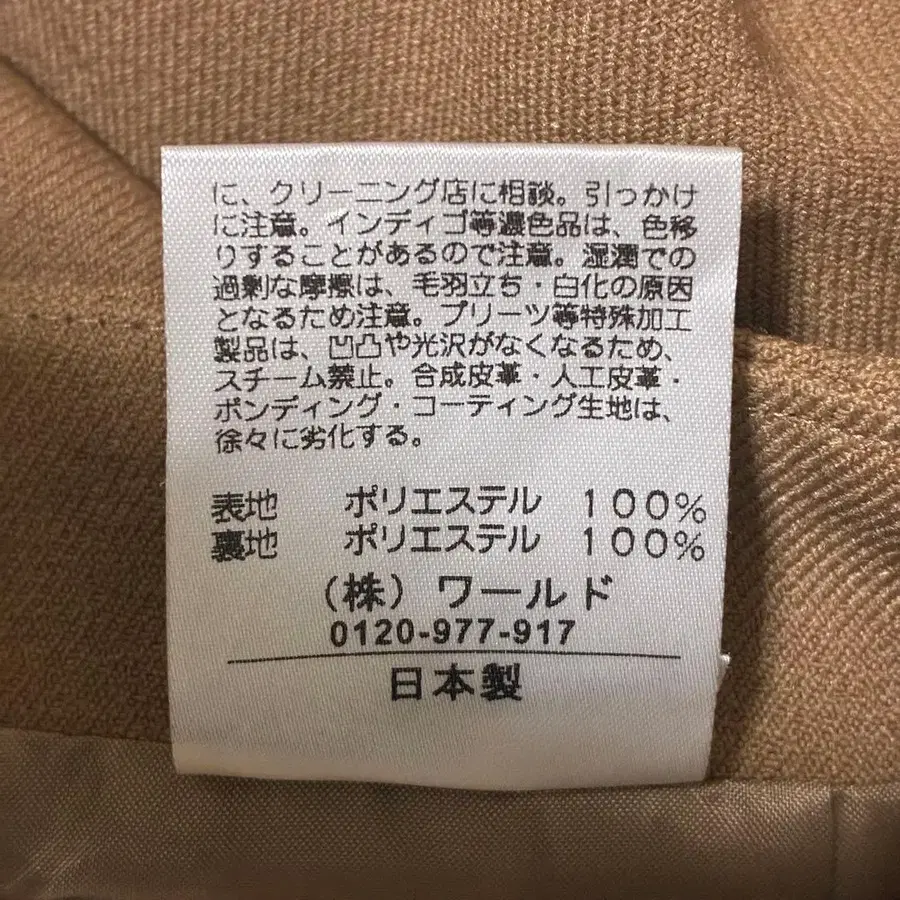 に、クリーニング店に相談。引っかけ
に注意。インディゴ等濃色品は、色移
りすることがあるので注意。湿潤での
過剰な摩擦は、毛羽立ち・白化の原因
となるため注意。プリーツ等特殊加工
製品は、凹凸や光沢がなくなるため、
スチーム禁止。合成皮革・人工皮革・
ボンディング・コーティング生地は、
徐々に劣化する。
表地 ポリエステル 100%
裏地 ポリエステル 100%
(株) ワールド
0120-977-917
日本製